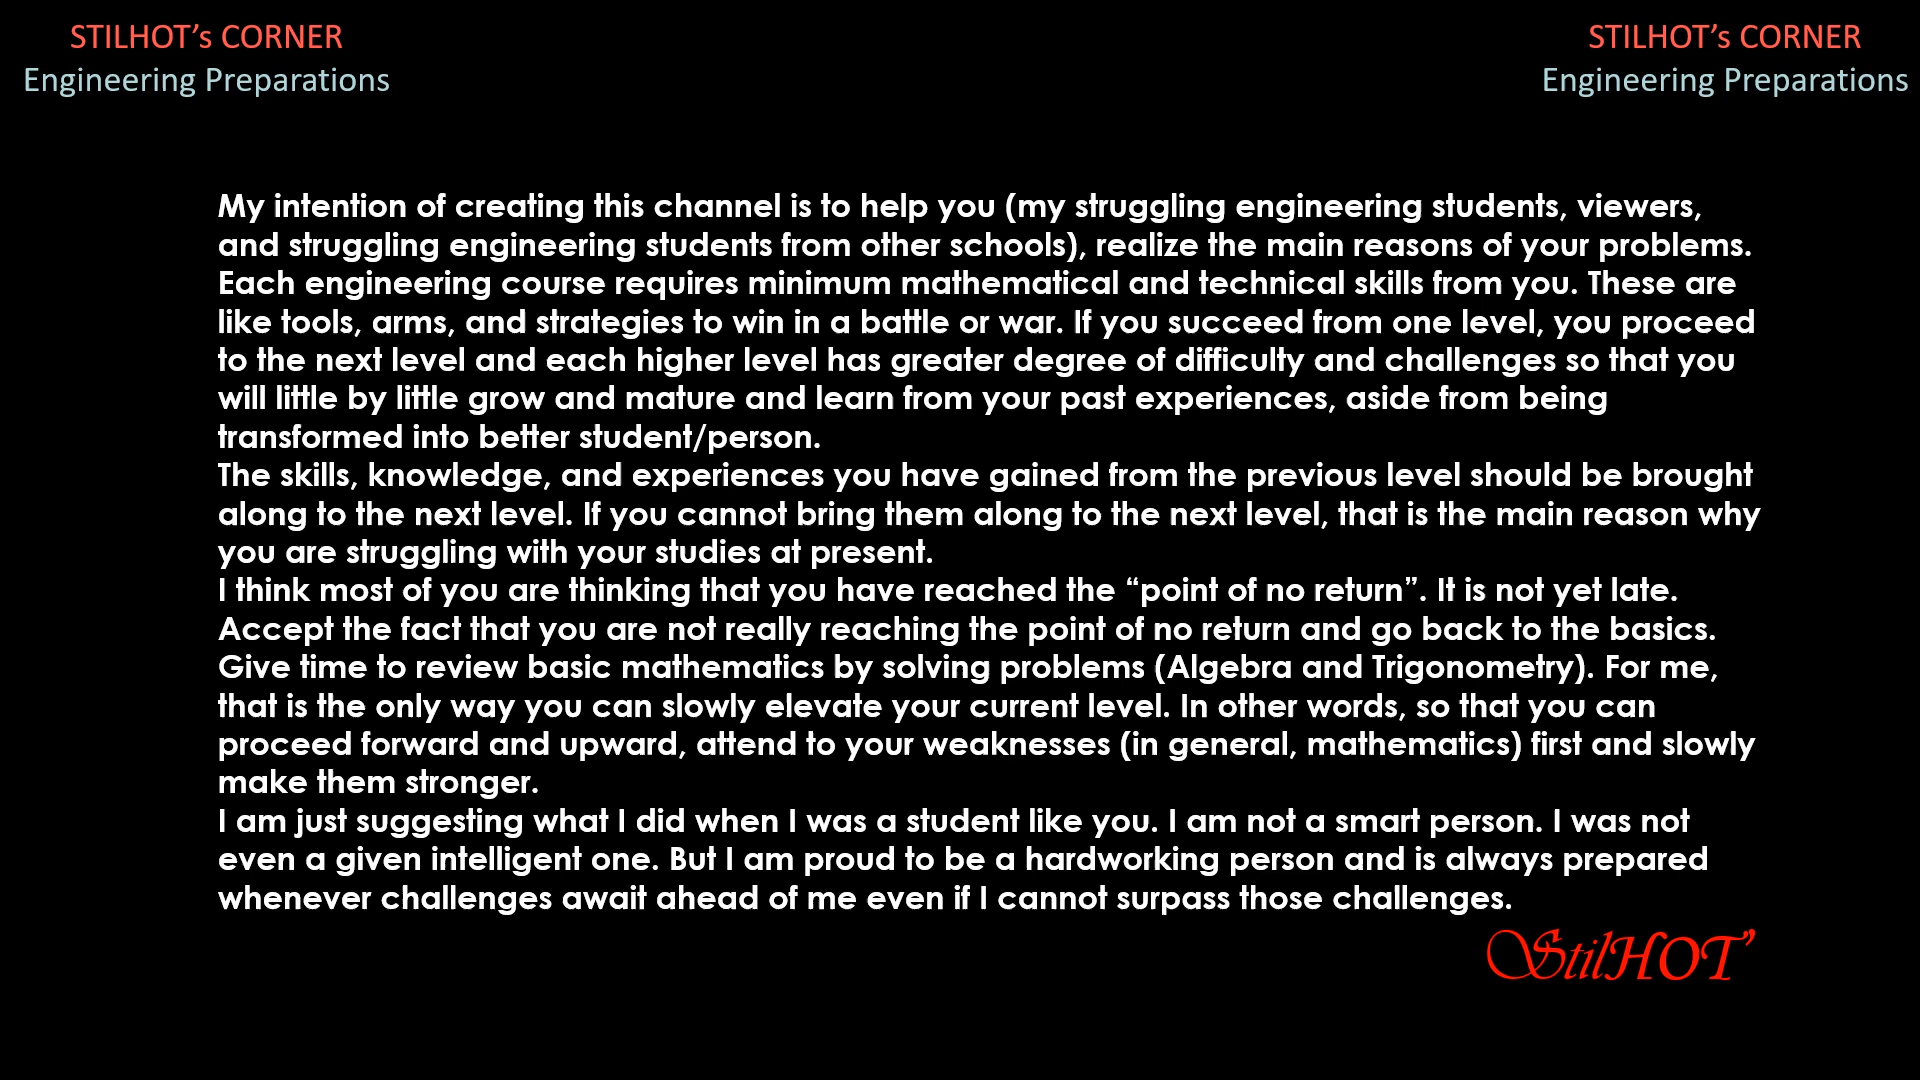 STILHOT’s CORNER
Engineering Preparations
STILHOT’s CORNER
Engineering Preparations
My intention of creating this channel is to help you (my struggling engineering students, viewers,
and struggling engineering students from other schools), realize the main reasons of your problems.
Each engineering course requires minimum mathematical and technical skills from you. These are
like tools, arms, and strategies to win in a battle or war. If you succeed from one level, you proceed
to the next level and each higher level has greater degree of difficulty and challenges so that you
will little by little grow and mature and learn from your past experiences, aside from being
transformed into better student/person.
The skills, knowledge, and experiences you have gained from the previous level should be brought
along to the next level. If you cannot bring them along to the next level, that is the main reason why
you are struggling with your studies at present.
I think most of you are thinking that you have reached the “point of no return”. It is not yet late.
Accept the fact that you are not really reaching the point of no return and go back to the basics.
Give time to review basic mathematics by solving problems (Algebra and Trigonometry). For me,
that is the only way you can slowly elevate your current level. In other words, so that you can
proceed forward and upward, attend to your weaknesses (in general, mathematics) first and slowly
make them stronger.
I am just suggesting what I did when I was a student like you. I am not a smart person. I was not
even a given intelligent one. But I am proud to be a hardworking person and is always prepared
whenever challenges await ahead of me even if I cannot surpass those challenges.
StilHOT’